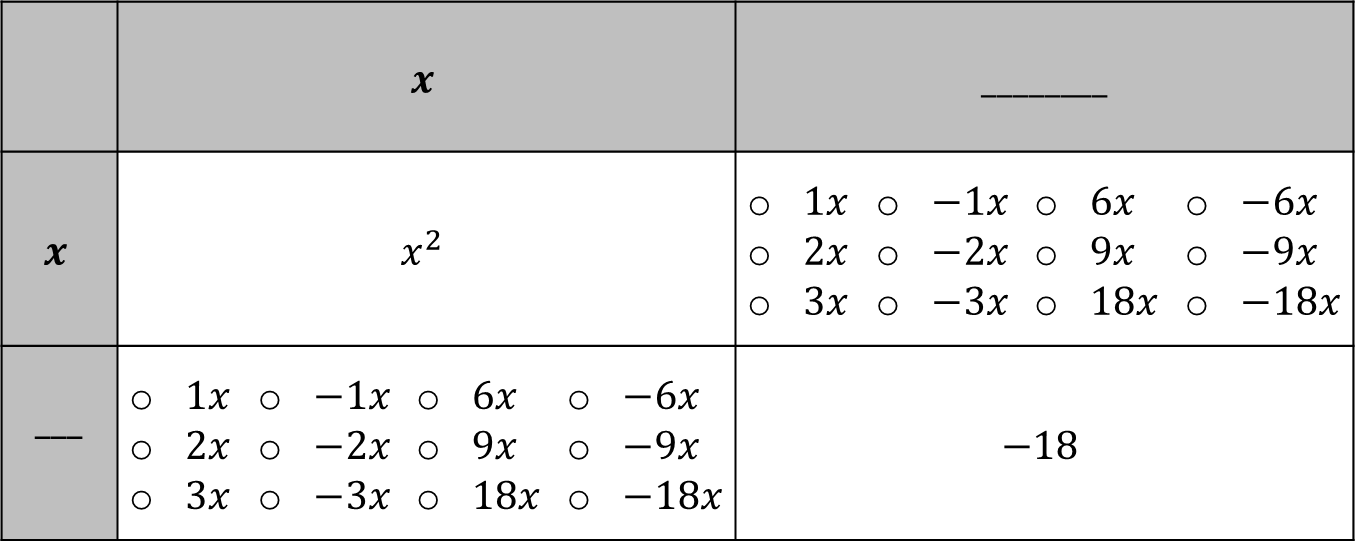 x ________
x x² ○ 1x ○ −1x ○ 6x ○ −6x
○ 2x ○ −2x ○ 9x ○ −9x
○ 3x ○ −3x ○ 18x ○ −18x
___ ○ 1x ○ −1x ○ 6x ○ −6x
○ 2x ○ −2x ○ 9x ○ −9x
○ 3x ○ −3x ○ 18x ○ −18x
−18